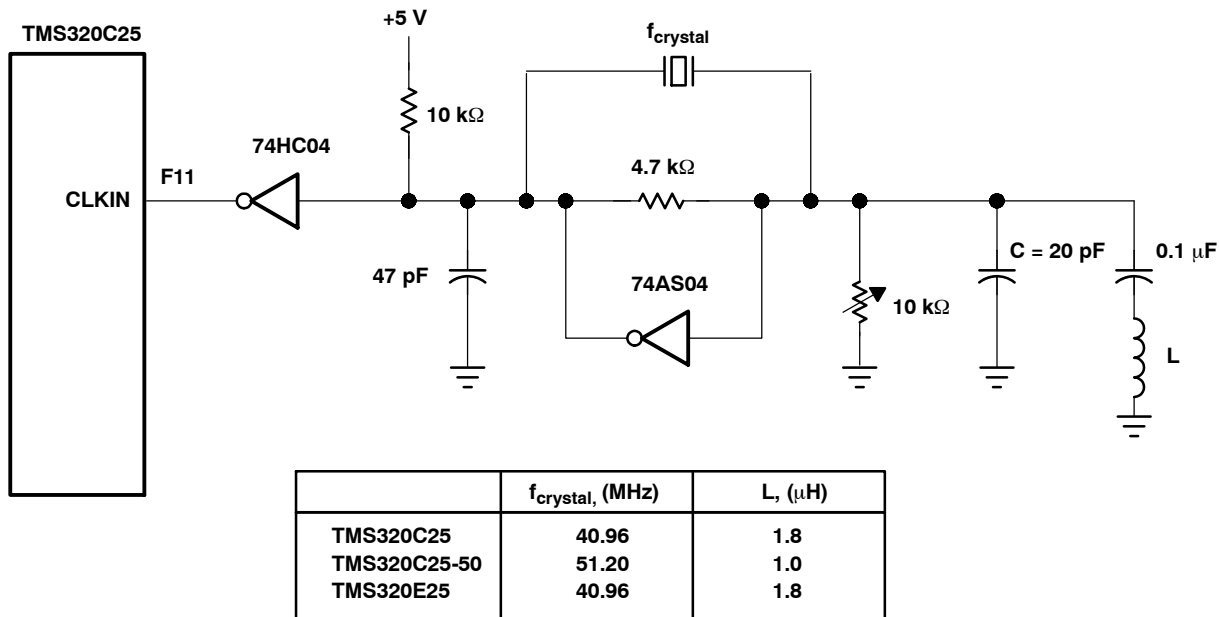 TMS320C25
+5 V
fcrystal
10 kΩ
74HC04
4.7 kΩ
F11
CLKIN
C = 20 pF
0.1 μF
47 pF
74AS04
10 kΩ
L
fcrystal, (MHz) L, (μH)
TMS320C25 40.96 1.8
TMS320C25-50 51.20 1.0
TMS320E25 40.96 1.8